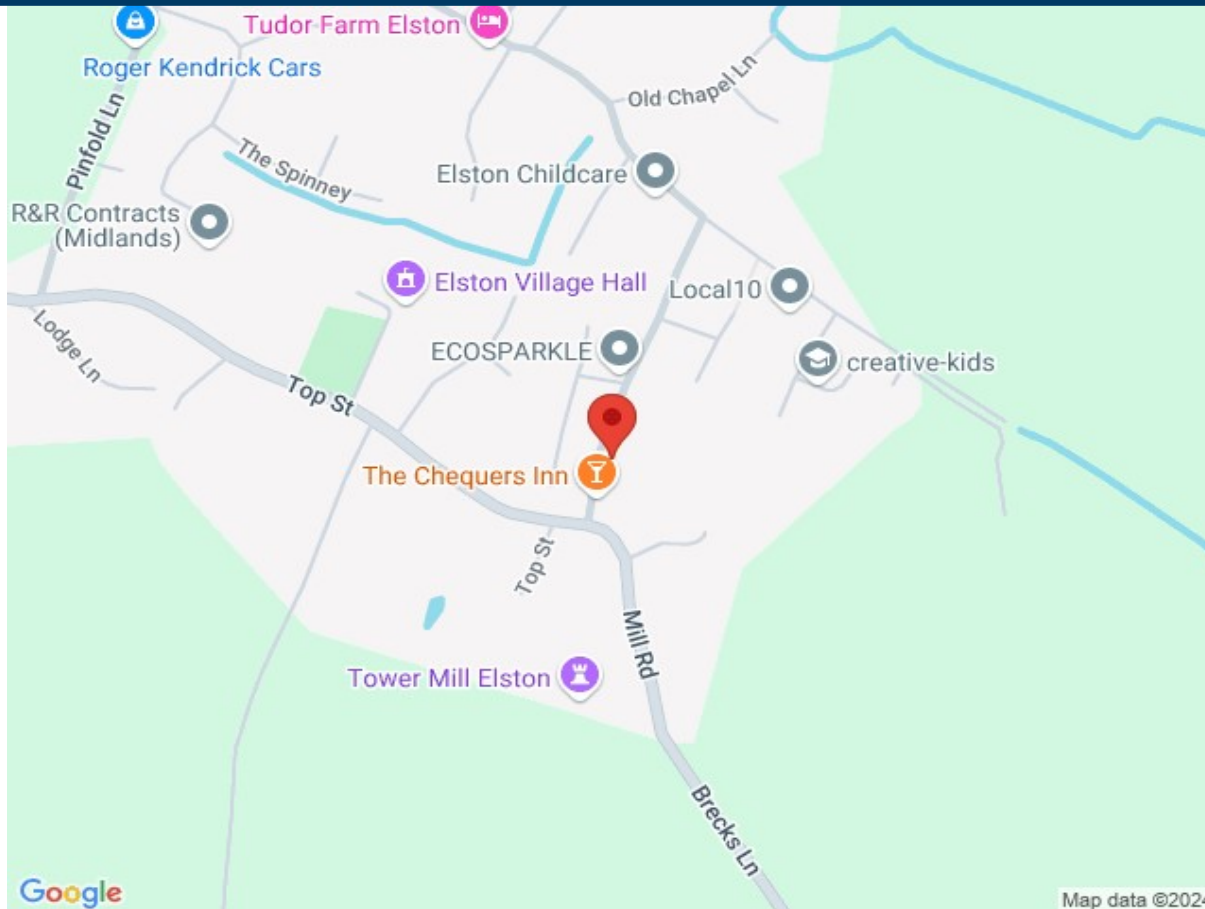 Tudor Farm Elston
Roger Kendrick Cars
Old Chapel Ln
Pinfold Ln
The Spinney
Elston Childcare
R&R Contracts
(Midlands)
Elston Village Hall
Local10
Lodge Ln
ECOSPARKLE
creative-kids
Top St
The Chequers Inn
Top St
Mill Rd
Tower Mill Elston
Brecks Ln
Google
Map data ©2024